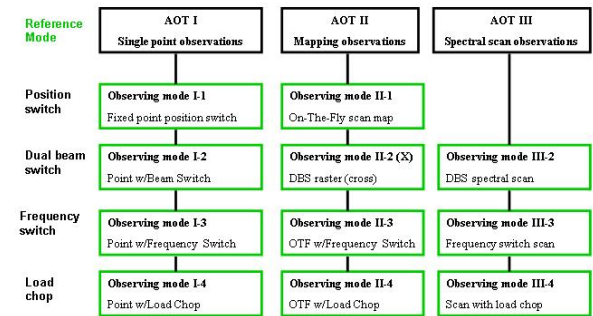 Reference
Mode
AOT I
Single point observations
AOT II
Mapping observations
AOT III
Spectral scan observations
Position
switch
Observing mode I-1
Fixed point position switch
Observing mode II-1
On-The-Fly scan map
Dual beam
switch
Observing mode I-2
Point w/Beam Switch
Observing mode II-2 (X)
DBS raster (cross)
Observing mode III-2
DBS spectral scan
Frequency
switch
Observing mode I-3
Point w/Frequency Switch
Observing mode II-3
OTF w/Frequency Switch
Observing mode III-3
Frequency switch scan
Load
chop
Observing mode I-4
Point w/Load Chop
Observing mode II-4
OTF w/Load Chop
Observing mode III-4
Scan with load chop